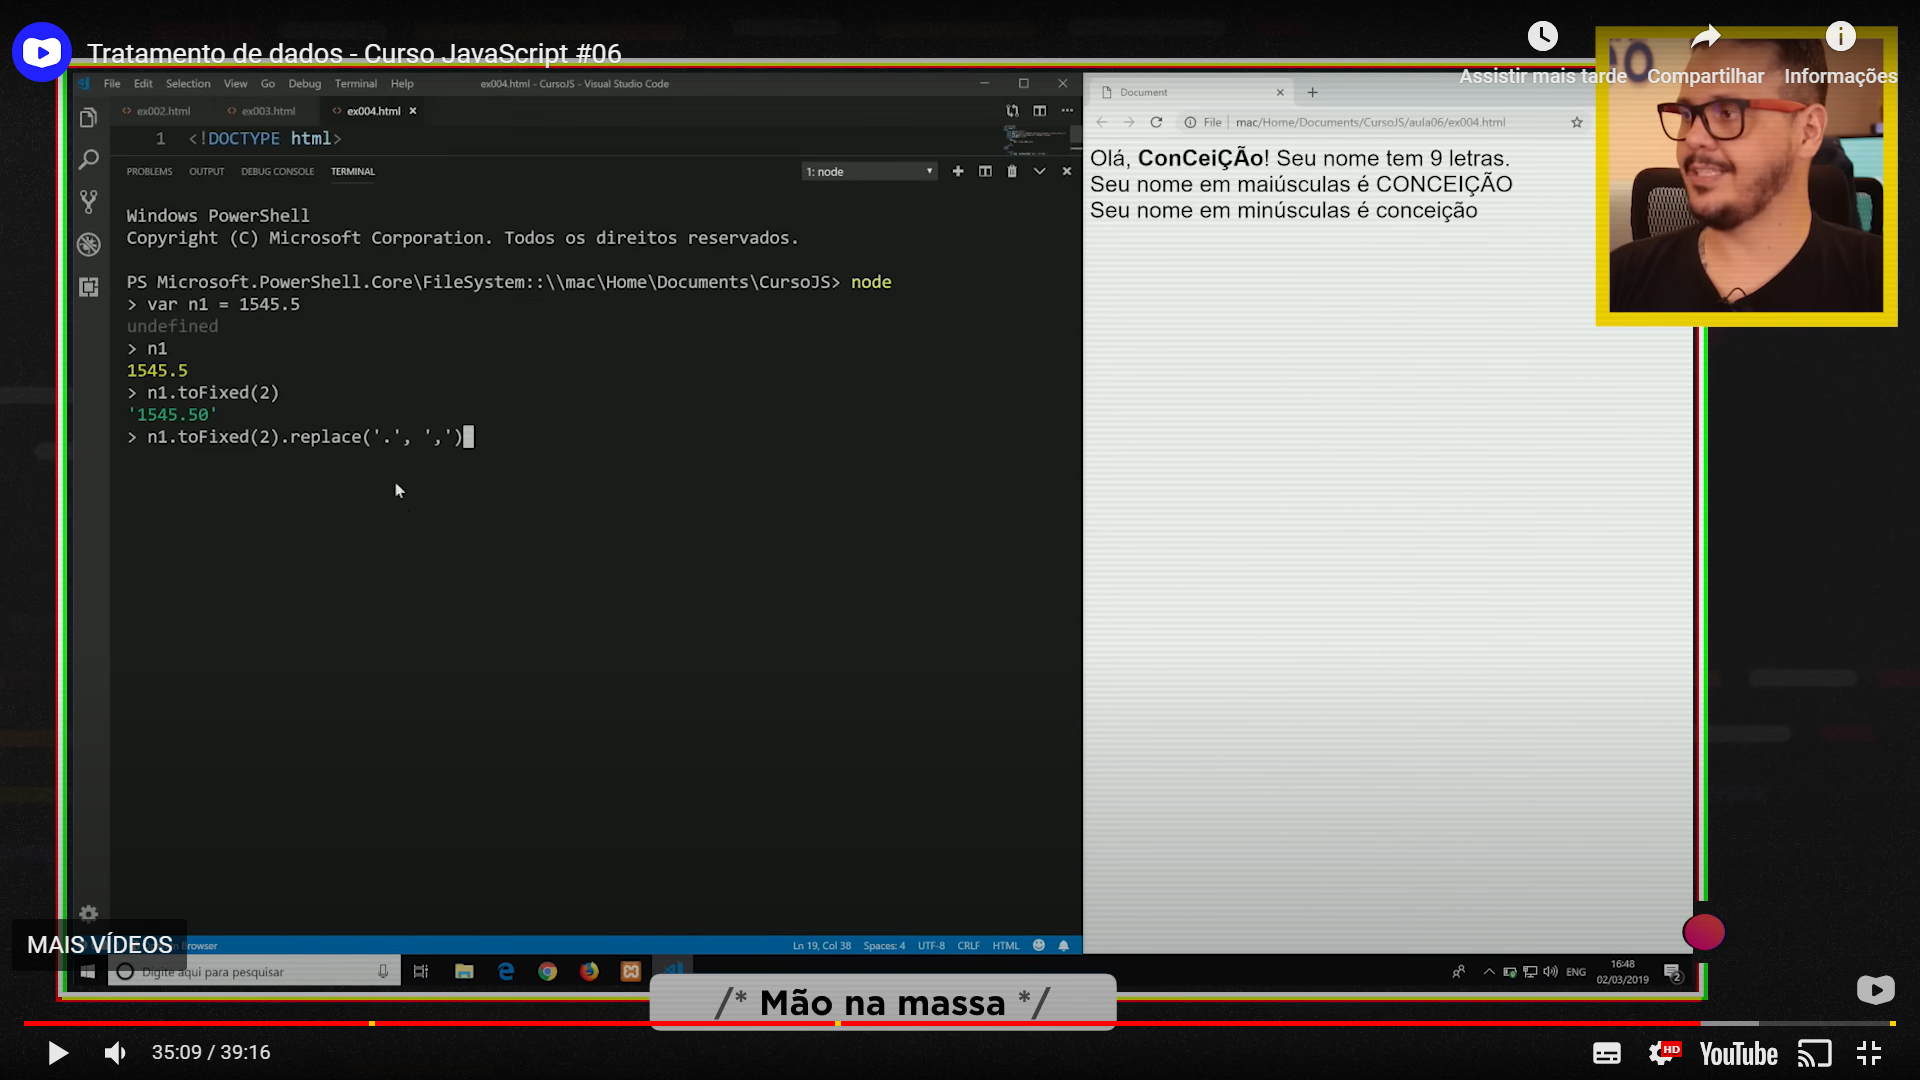 Tratamento de dados - Curso JavaScript #06
Assistir mais tarde
Compartilhar
Informações
File Edit Selection View Go Debug Terminal Help
ex004.html - CursoJS - Visual Studio Code
ex002.html
ex003.html
ex004.html
1 <!DOCTYPE html>
PROBLEMS OUTPUT DEBUG CONSOLE TERMINAL
1: node
Windows PowerShell
Copyright (C) Microsoft Corporation. Todos os direitos reservados.
PS Microsoft.PowerShell.Core\FileSystem::\\mac\Home\Documents\CursoJS> node
> var n1 = 1545.5
undefined
> n1
1545.5
> n1.toFixed(2)
'1545.50'
> n1.toFixed(2).replace('.', ',')
Document
File | mac/Home/Documents/CursoJS/aula06/ex004.html
Olá, ConCeiÇÃo! Seu nome tem 9 letras.
Seu nome em maiúsculas é CONCEIÇÃO
Seu nome em minúsculas é conceição
MAIS VÍDEOS
Browser
Ln 19, Col 38 Spaces: 4 UTF-8 CRLF HTML
Digite aqui para pesquisar
ENG
16:48
02/03/2019
2
/* Mão na massa */
35:09 / 39:16
HD
YouTube